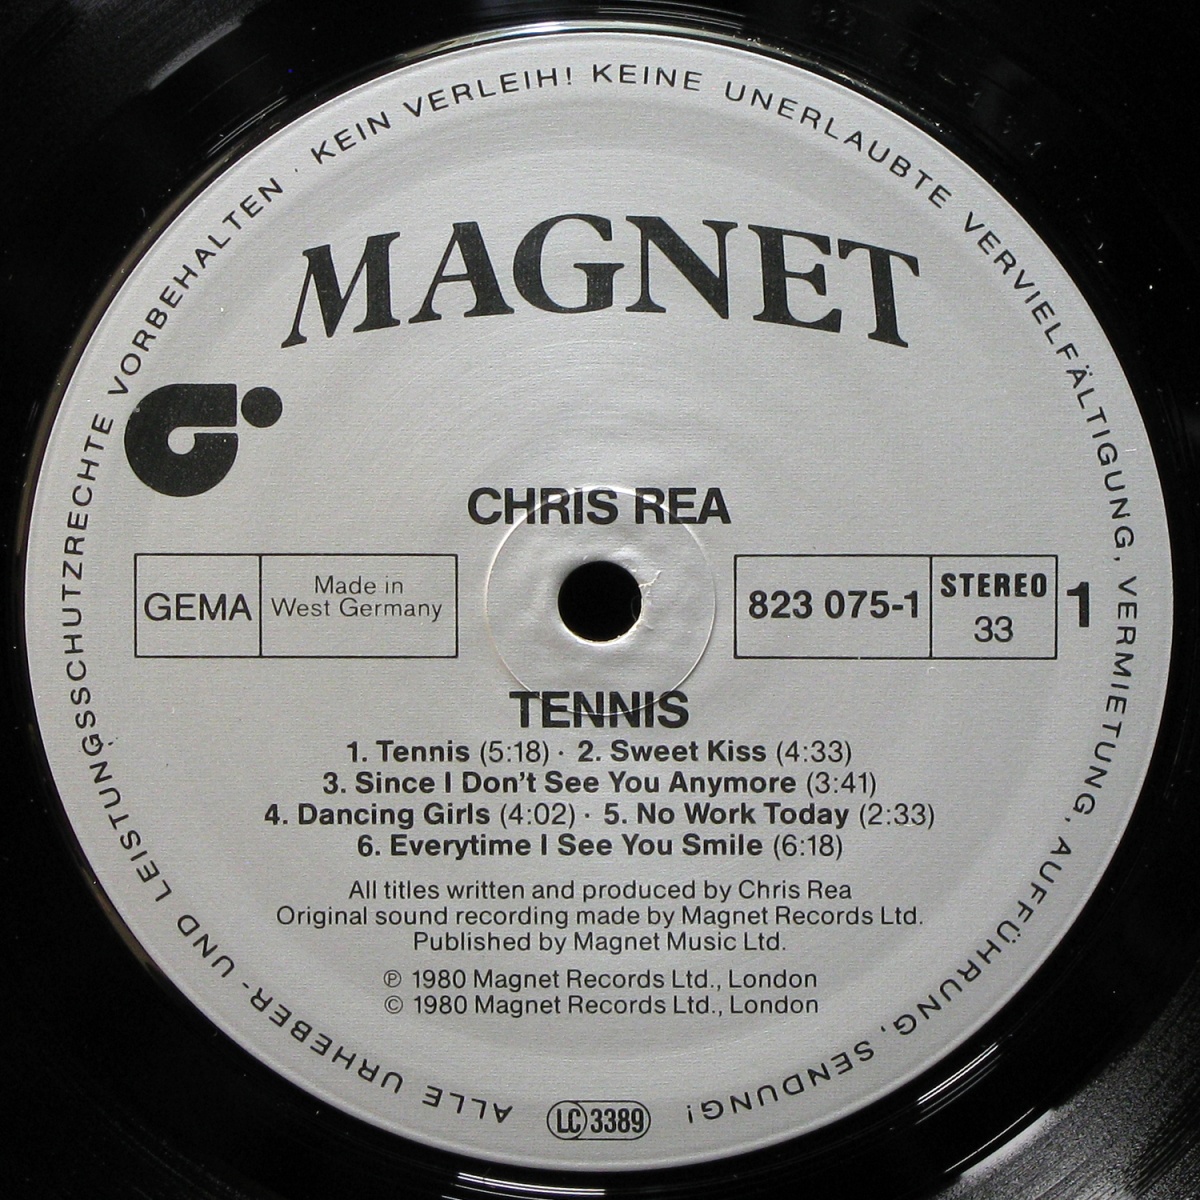 ALLE URHEBER- UND LEISTUNGSSCHUTZRECHTE VORBEHALTEN · KEIN VERLEIH! KEINE UNERLAUBTE VERVIELFÄLTIGUNG, VERMIETUNG, AUFFÜHRUNG, SENDUNG!
MAGNET
CHRIS REA
GEMA
Made in
West Germany
823 075-1
STEREO
33
1
TENNIS
1. Tennis (5:18) · 2. Sweet Kiss (4:33)
3. Since I Don't See You Anymore (3:41)
4. Dancing Girls (4:02) · 5. No Work Today (2:33)
6. Everytime I See You Smile (6:18)
All titles written and produced by Chris Rea
Original sound recording made by Magnet Records Ltd.
Published by Magnet Music Ltd.
℗ 1980 Magnet Records Ltd., London
© 1980 Magnet Records Ltd., London
LC 3389